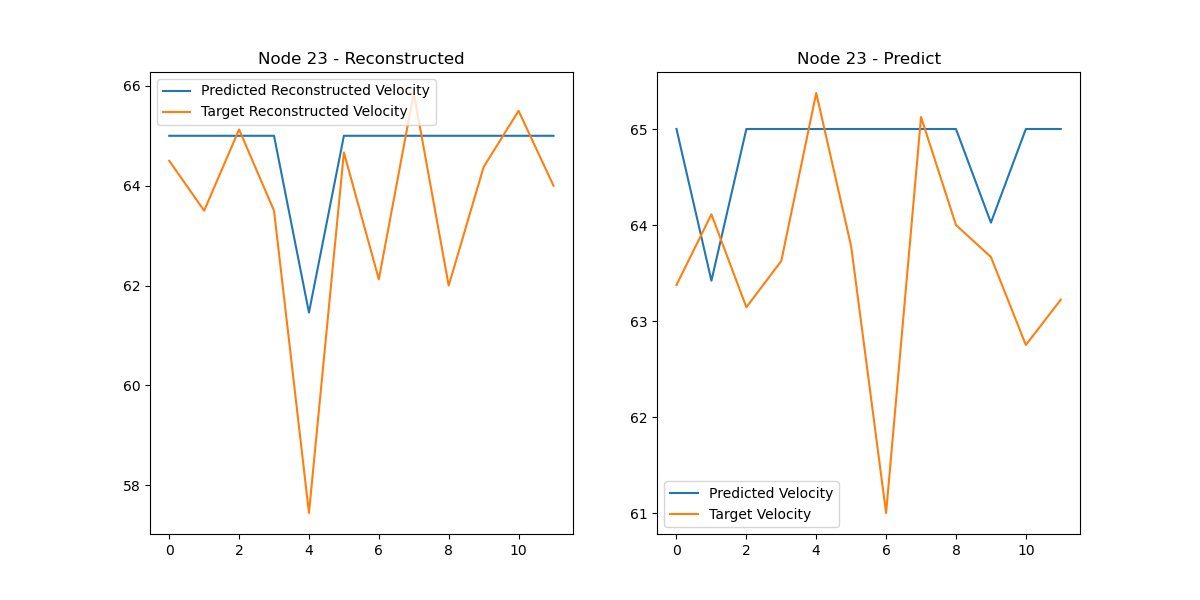 Node 23 - Reconstructed
66
64
62
60
58
0 2 4 6 8 10
Predicted Reconstructed Velocity
Target Reconstructed Velocity
Node 23 - Predict
65
64
63
62
61
0 2 4 6 8 10
Predicted Velocity
Target Velocity